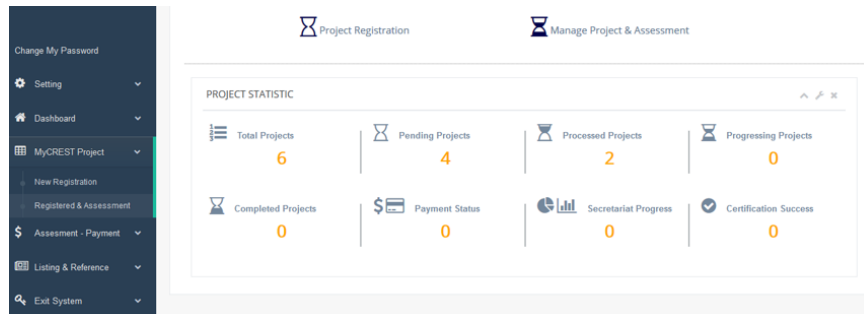 Change My Password
Setting
Dashboard
MyCREST Project
New Registration
Registered & Assessment
Assesment - Payment
Listing & Reference
Exit System
Project Registration
Manage Project & Assessment
PROJECT STATISTIC
Total Projects
6
Pending Projects
4
Processed Projects
2
Progressing Projects
0
Completed Projects
0
Payment Status
0
Secretariat Progress
0
Certification Success
0